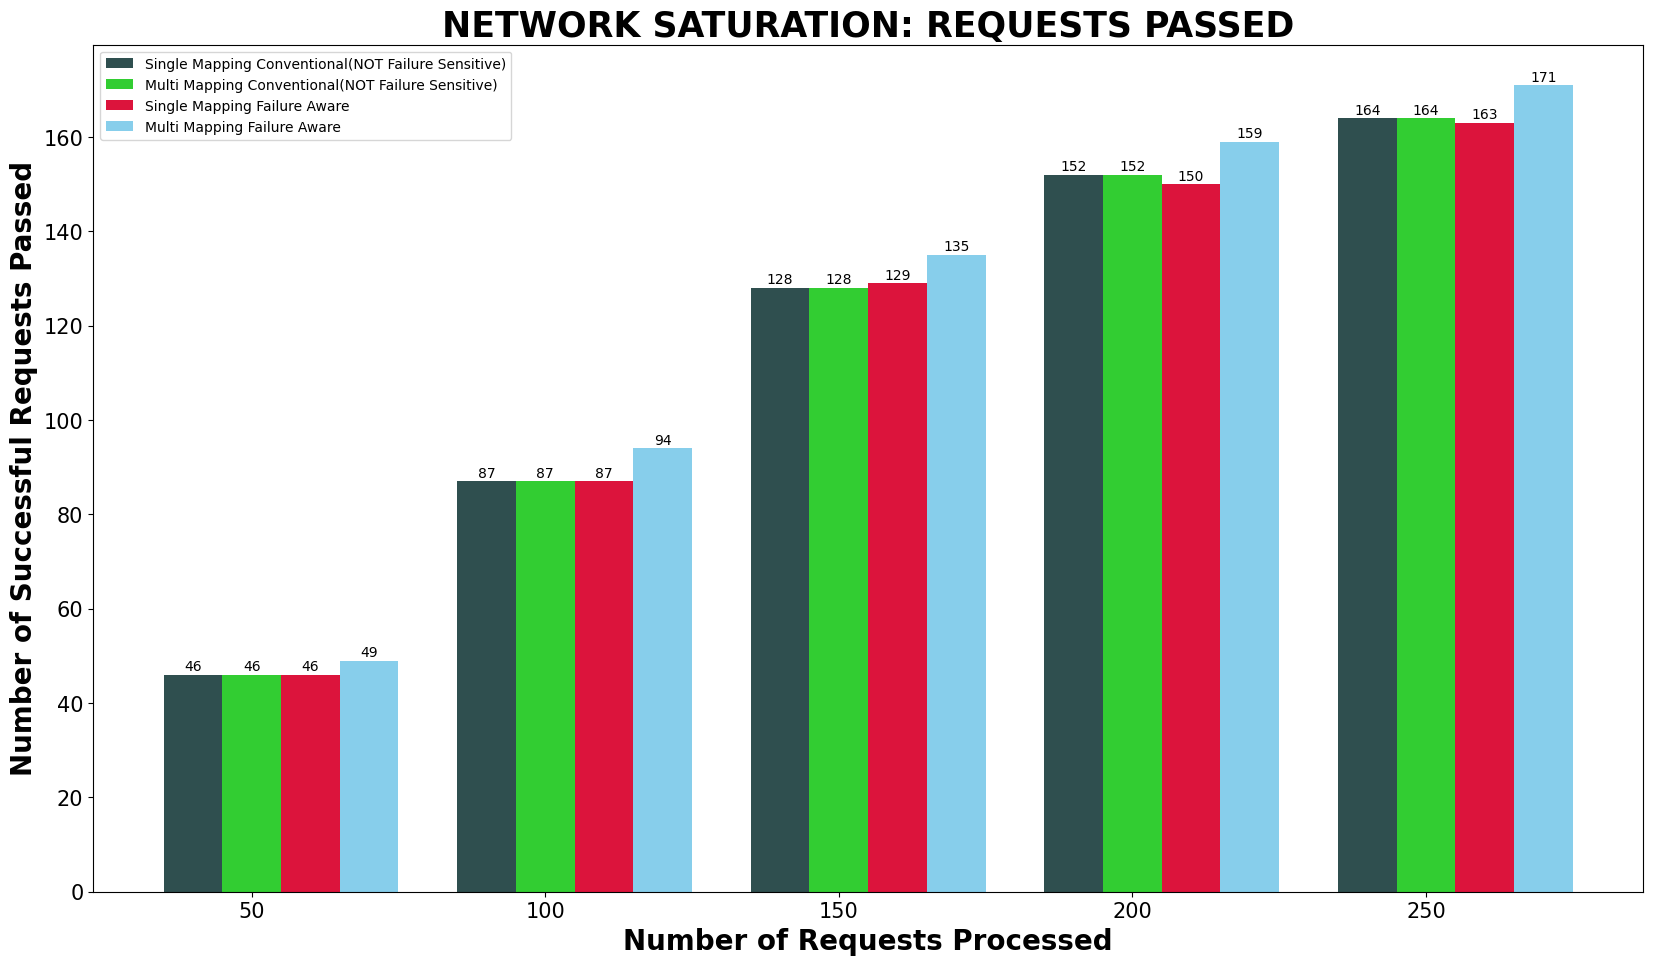 NETWORK SATURATION: REQUESTS PASSED
Single Mapping Conventional(NOT Failure Sensitive)
Multi Mapping Conventional(NOT Failure Sensitive)
Single Mapping Failure Aware
Multi Mapping Failure Aware
Number of Successful Requests Passed
160
140
120
100
80
60
40
20
0
46 46 46 49
87 87 87 94
128 128 129 135
152 152 150 159
164 164 163 171
50 100 150 200 250
Number of Requests Processed